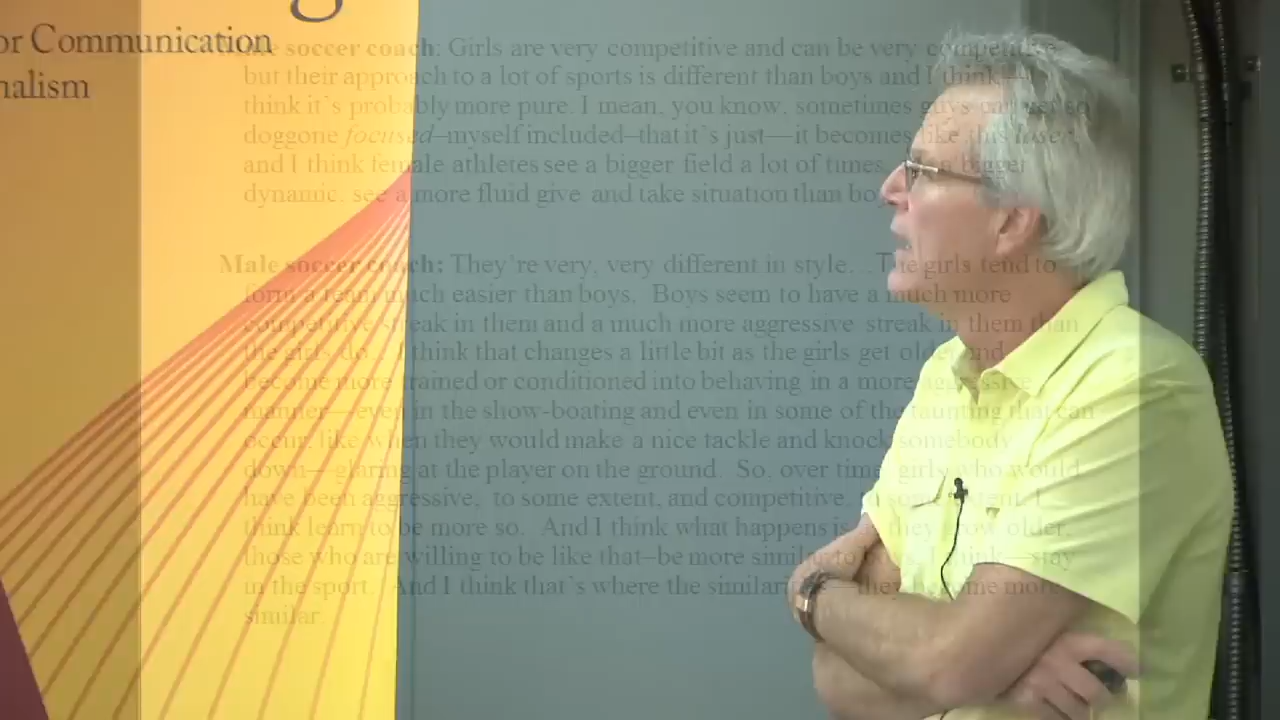 or Communication
nalism
soccer coach: Girls are very competitive and can be very competitive
but their approach to a lot of sports is different than boys and I think—
think it's probably more pure. I mean, you know, sometimes guys can get so
doggone focused–myself included–that it's just—it becomes like this laser
and I think female athletes see a bigger field a lot of times, bigger
dynamic, see a more fluid give and take situation than
Male soccer coach: They're very, very different in style… The girls tend to
form a team much easier than boys. Boys seem to have a much more
competitive streak in them and a much more aggressive streak in them than
the girls do… I think that changes a little bit as the girls get older and
become more trained or conditioned into behaving in a more aggressive
manner—even in the show-boating and even in some of the taunting that can
occur, like when they would make a nice tackle and knock somebody
down—glaring at the player on the ground. So, over time, girls who would
have been aggressive, to some extent, and competitive, to some extent, I
think learn to be more so. And I think what happens is as they grow older,
those who are willing to be like that–be more similar to I think—stay
in the sport. And I think that's where the they become more
similar.